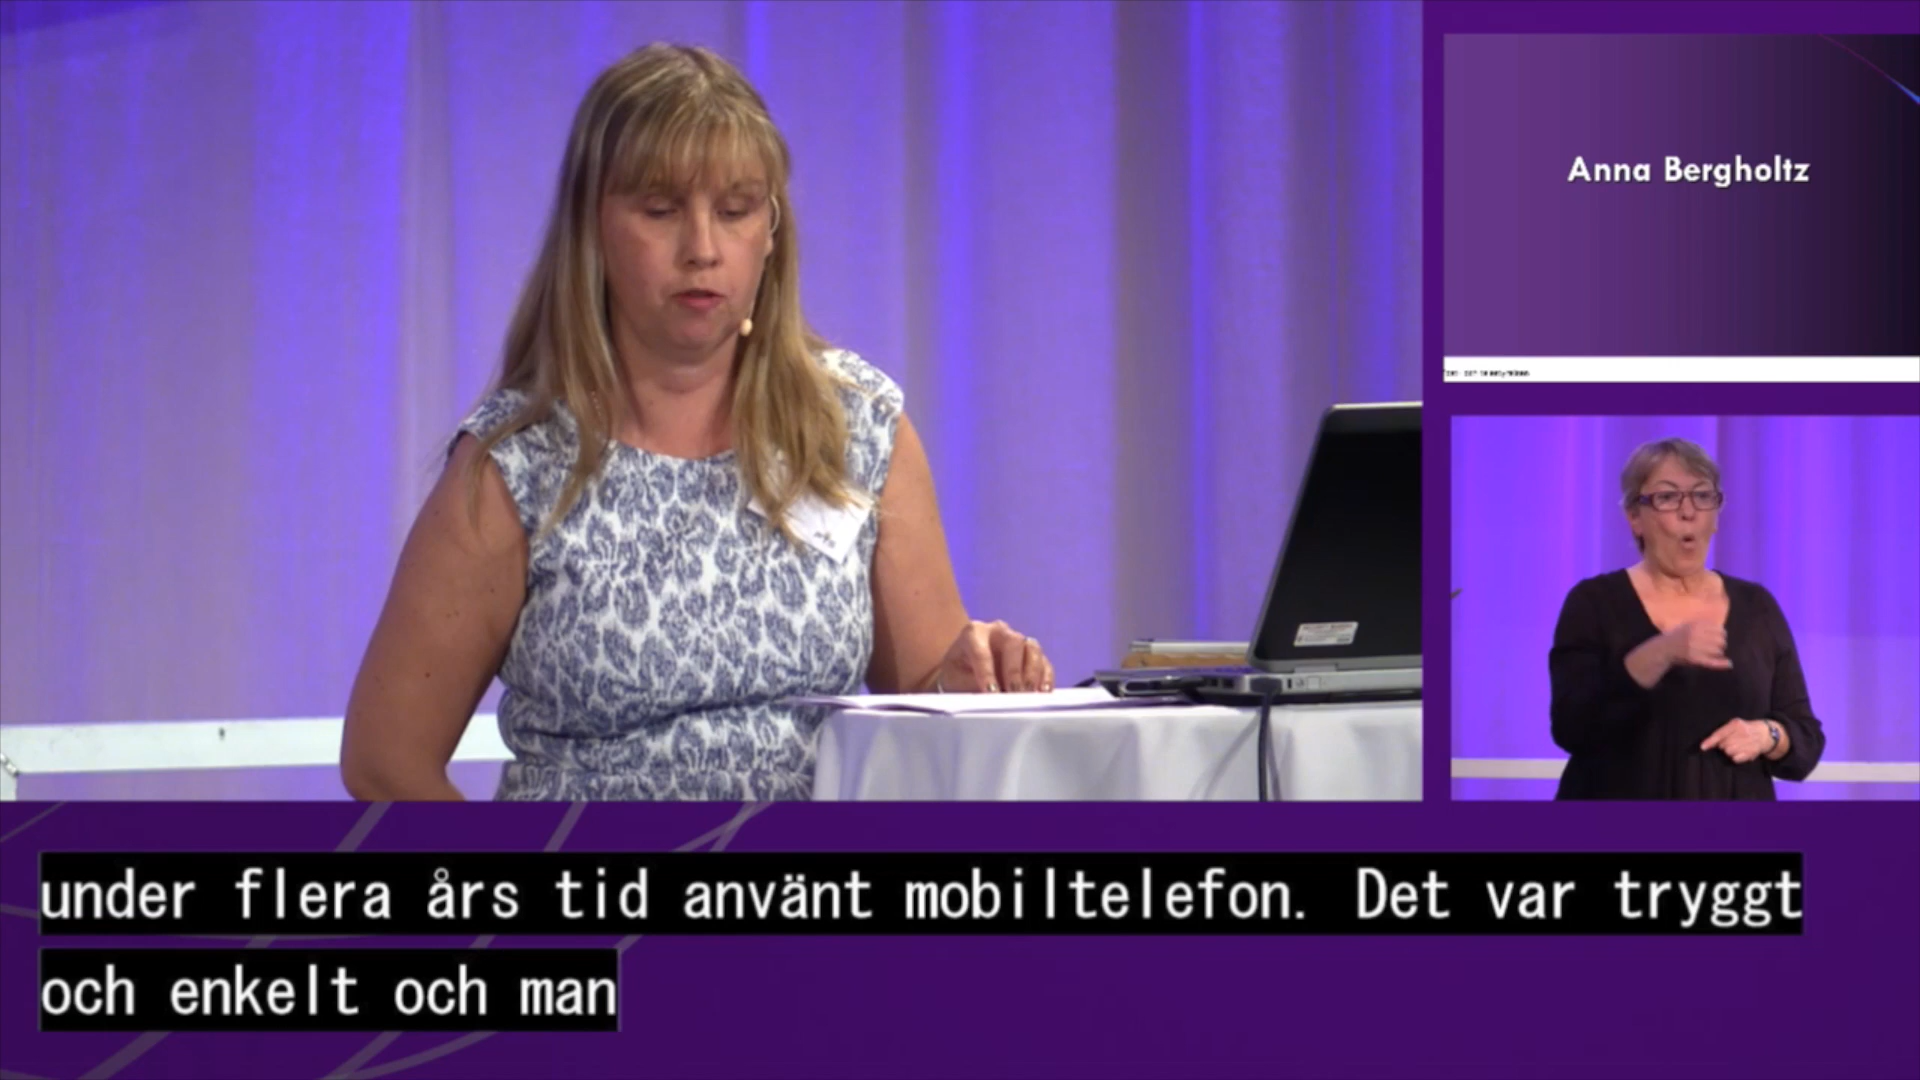 Anna Bergholtz
under flera års tid använt mobiltelefon. Det var tryggt
och enkelt och man